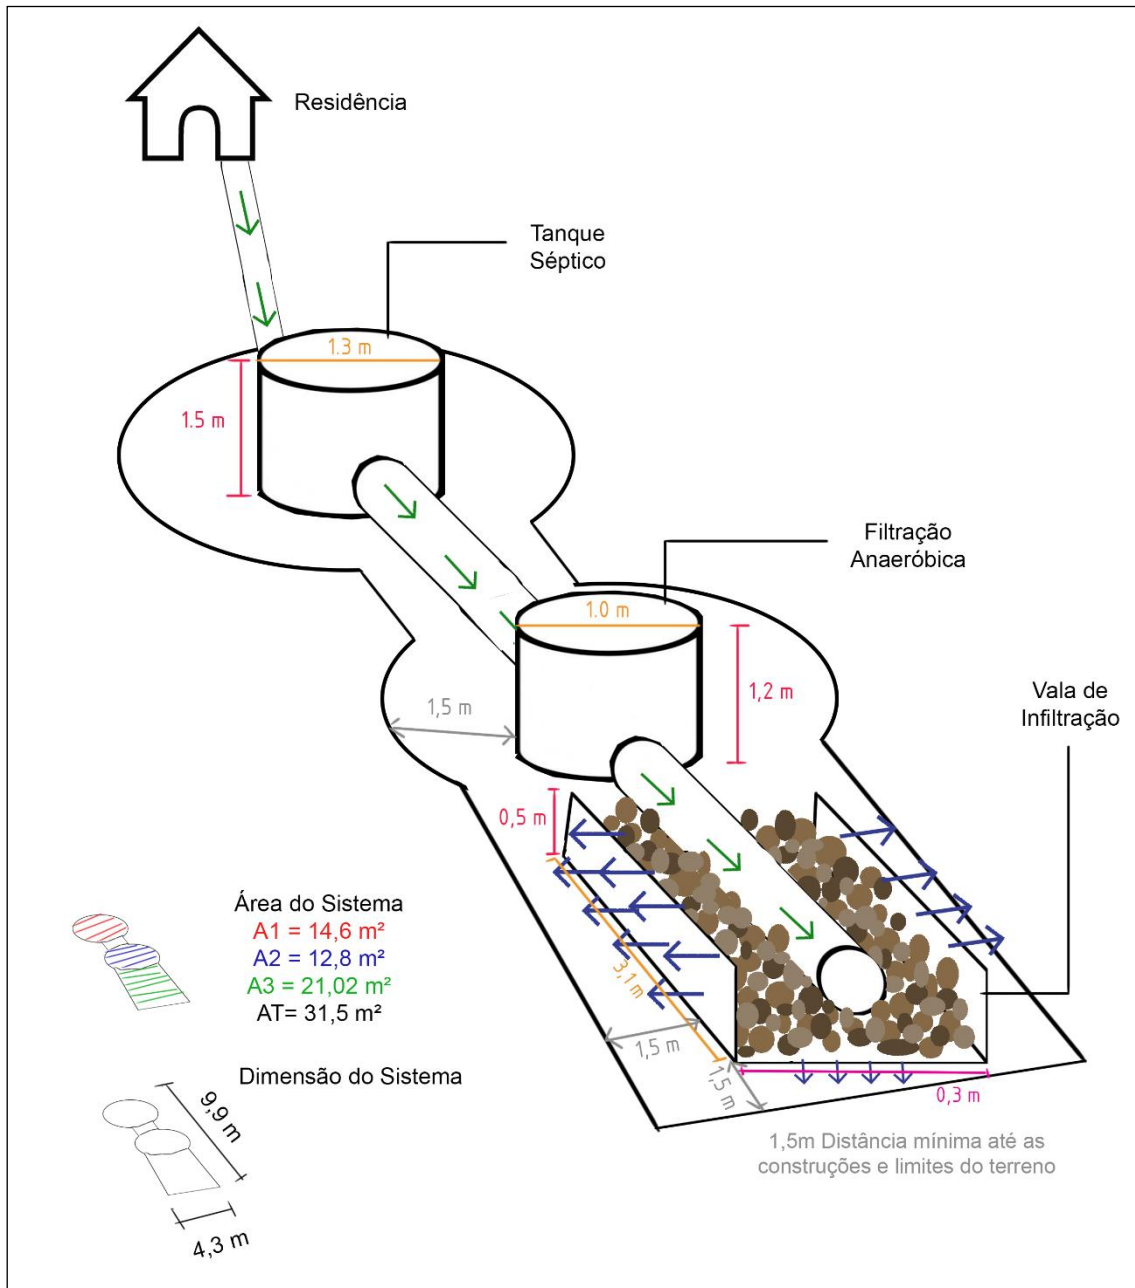 Residência
Tanque
Séptico
1.3 m
1.5 m
Filtração
Anaeróbica
1.0 m
1,2 m
1,5 m
Vala de
Infiltração
0,5 m
3,1m
1,5 m
1,5 m
0,3 m
1,5m Distância mínima até as
construções e limites do terreno
Área do Sistema
A1 = 14,6 m²
A2 = 12,8 m²
A3 = 21,02 m²
AT= 31,5 m²
Dimensão do Sistema
9,9 m
4,3 m